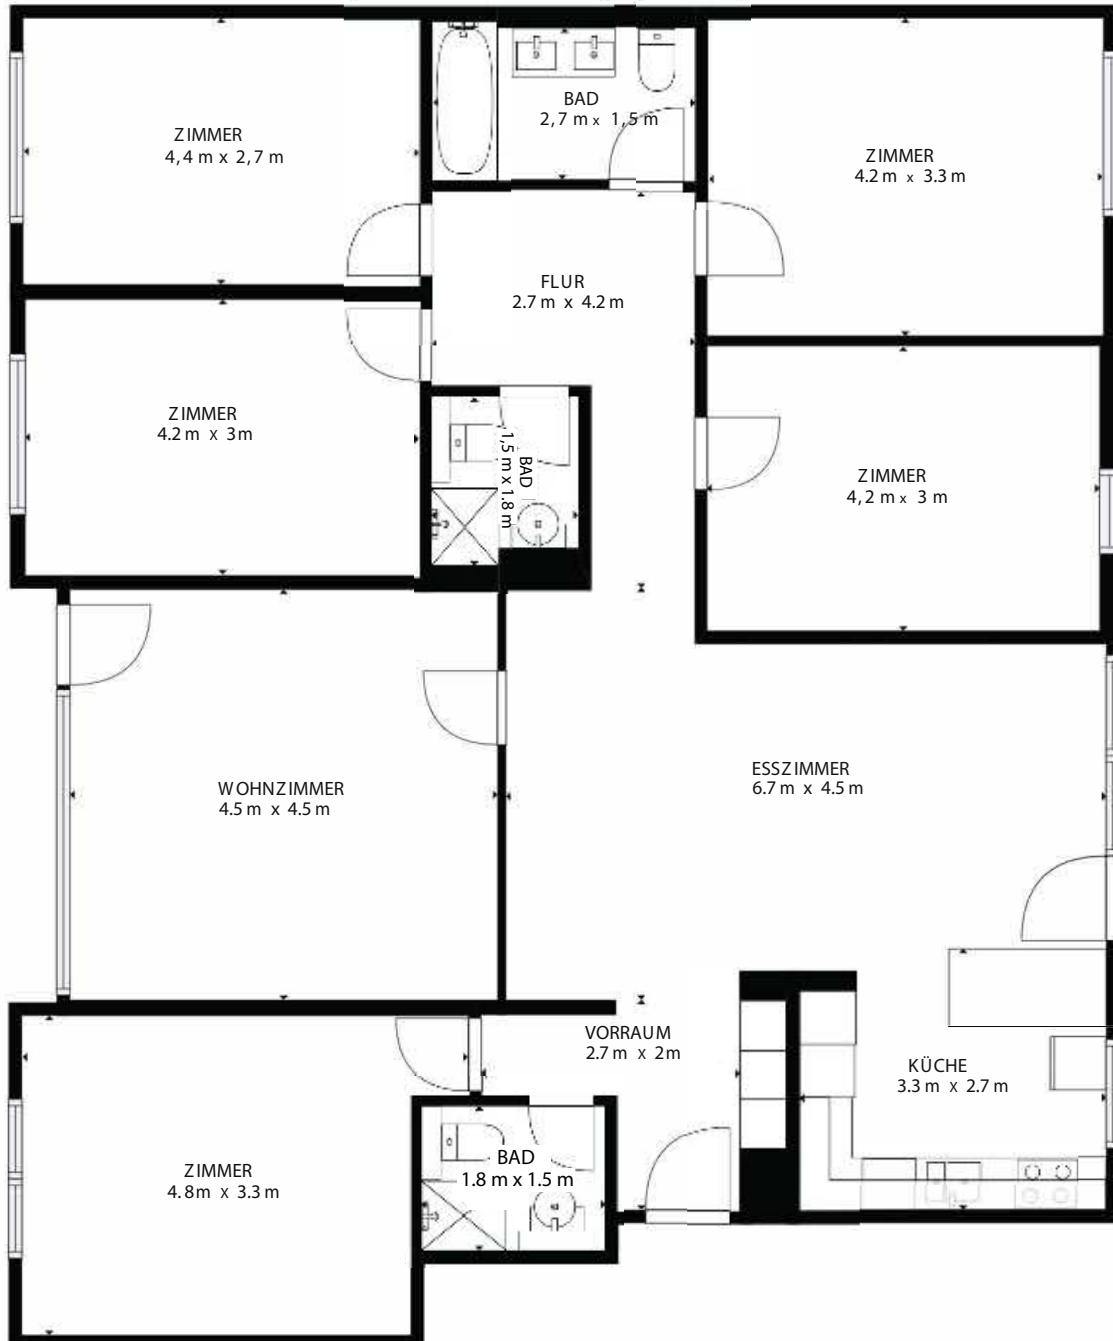 ZIMMER
4,4 m x 2,7 m
BAD
2,7 m x 1,5 m
ZIMMER
4.2 m x 3.3 m
FLUR
2.7 m x 4.2 m
ZIMMER
4.2 m x 3 m
BAD
1,5 m x 1.8 m
ZIMMER
4,2 m x 3 m
WOHNZIMMER
4.5 m x 4.5 m
ESSZIMMER
6.7 m x 4.5 m
VORRAUM
2.7 m x 2 m
KÜCHE
3.3 m x 2.7 m
ZIMMER
4.8 m x 3.3 m
BAD
1.8 m x 1.5 m